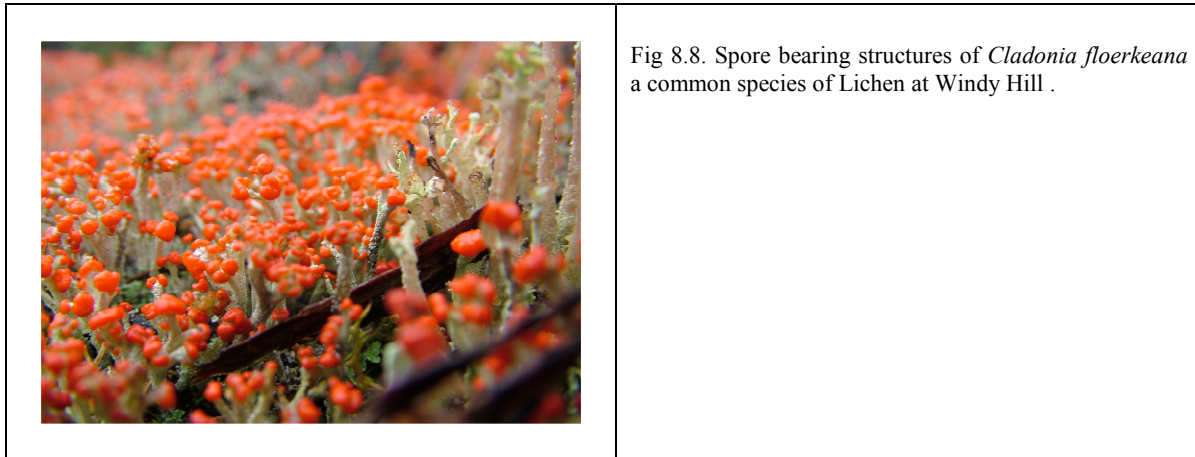 Fig 8.8. Spore bearing structures of Cladonia floerkeana
a common species of Lichen at Windy Hill .